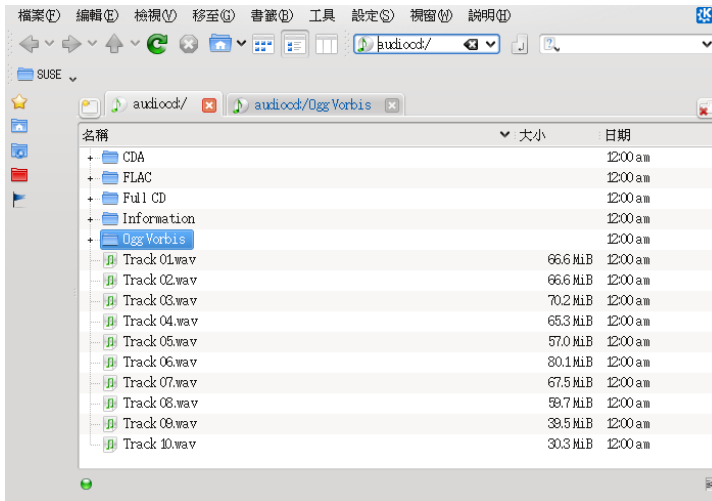 檔案(F) 編輯(E) 檢視(V) 移至(G) 書籤(B) 工具 設定(S) 視窗(W) 說明(H)
audiocd:/
SUSE
audiocd:/ audiocd:/Ogg Vorbis
名稱 大小 日期
CDA 12:00 am
FLAC 12:00 am
Full CD 12:00 am
Information 12:00 am
Ogg Vorbis 12:00 am
Track 01.wav 66.6 MiB 12:00 am
Track 02.wav 66.6 MiB 12:00 am
Track 03.wav 70.2 MiB 12:00 am
Track 04.wav 65.3 MiB 12:00 am
Track 05.wav 57.0 MiB 12:00 am
Track 06.wav 80.1 MiB 12:00 am
Track 07.wav 67.5 MiB 12:00 am
Track 08.wav 59.7 MiB 12:00 am
Track 09.wav 39.5 MiB 12:00 am
Track 10.wav 30.3 MiB 12:00 am